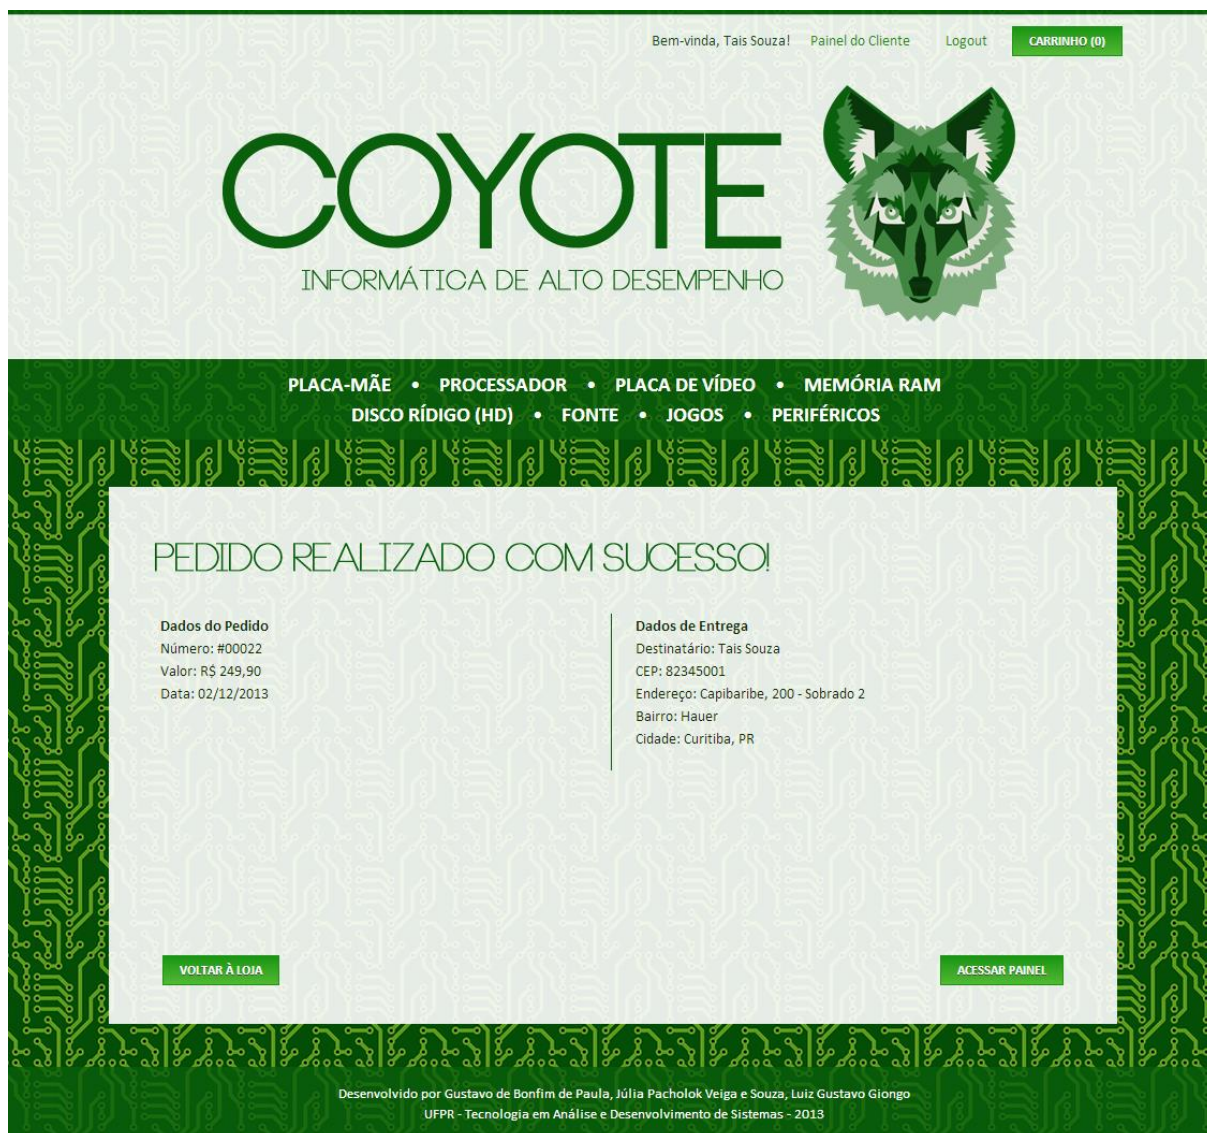 Bem-vinda, Tais Souza! Painel do Cliente Logout CARRINHO (0)
COYOTE
INFORMÁTICA DE ALTO DESEMPENHO
PLACA-MÃE • PROCESSADOR • PLACA DE VÍDEO • MEMÓRIA RAM
DISCO RÍDIGO (HD) • FONTE • JOGOS • PERIFÉRICOS
PEDIDO REALIZADO COM SUCESSO!
Dados do Pedido
Número: #00022
Valor: R$ 249,90
Data: 02/12/2013
Dados de Entrega
Destinatário: Tais Souza
CEP: 82345001
Endereço: Capibaribe, 200 - Sobrado 2
Bairro: Hauer
Cidade: Curitiba, PR
VOLTAR À LOJA
ACESSAR PAINEL
Desenvolvido por Gustavo de Bonfim de Paula, Júlia Pacholok Veiga e Souza, Luiz Gustavo Giongo
UFPR - Tecnologia em Análise e Desenvolvimento de Sistemas - 2013